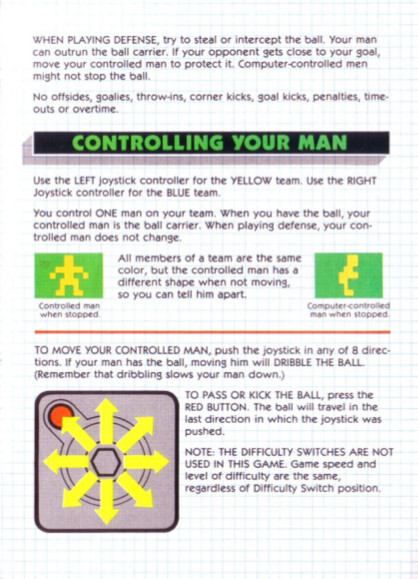 WHEN PLAYING DEFENSE, try to steal or intercept the ball. Your man
can outrun the ball carrier. If your opponent gets close to your goal,
move your controlled man to protect it. Computer-controlled men
might not stop the ball.
No offsides, goalies, throw-ins, corner kicks, goal kicks, penalties, time-
outs or overtime.
CONTROLLING YOUR MAN
Use the LEFT joystick controller for the YELLOW team. Use the RIGHT
Joystick controller for the BLUE team.
You control ONE man on your team. When you have the ball, your
controlled man is the ball carrier. When playing defense, your con-
trolled man does not change.
All members of a team are the same
color, but the controlled man has a
different shape when not moving,
so you can tell him apart.
Controlled man
when stopped.
Computer-controlled
man when stopped.
TO MOVE YOUR CONTROLLED MAN, push the joystick in any of 8 direc-
tions. If your man has the ball, moving him will DRIBBLE THE BALL.
(Remember that dribbling slows your man down.)
TO PASS OR KICK THE BALL, press the
RED BUTTON. The ball will travel in the
last direction in which the joystick was
pushed.
NOTE: THE DIFFICULTY SWITCHES ARE NOT
USED IN THIS GAME. Game speed and
level of difficulty are the same,
regardless of Difficulty Switch position.